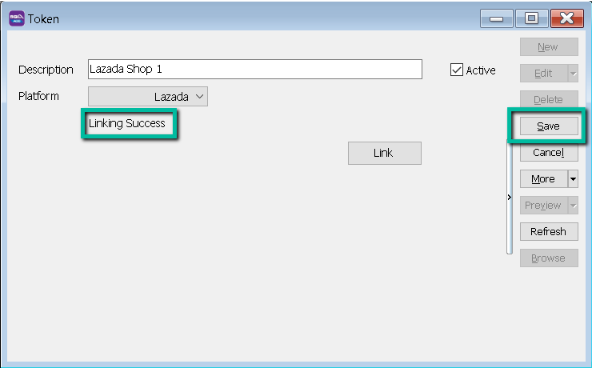 Token
New
Description Lazada Shop 1 Active
Edit
Platform Lazada
Delete
Linking Success
Save
Link
Cancel
More
Preview
Refresh
Browse